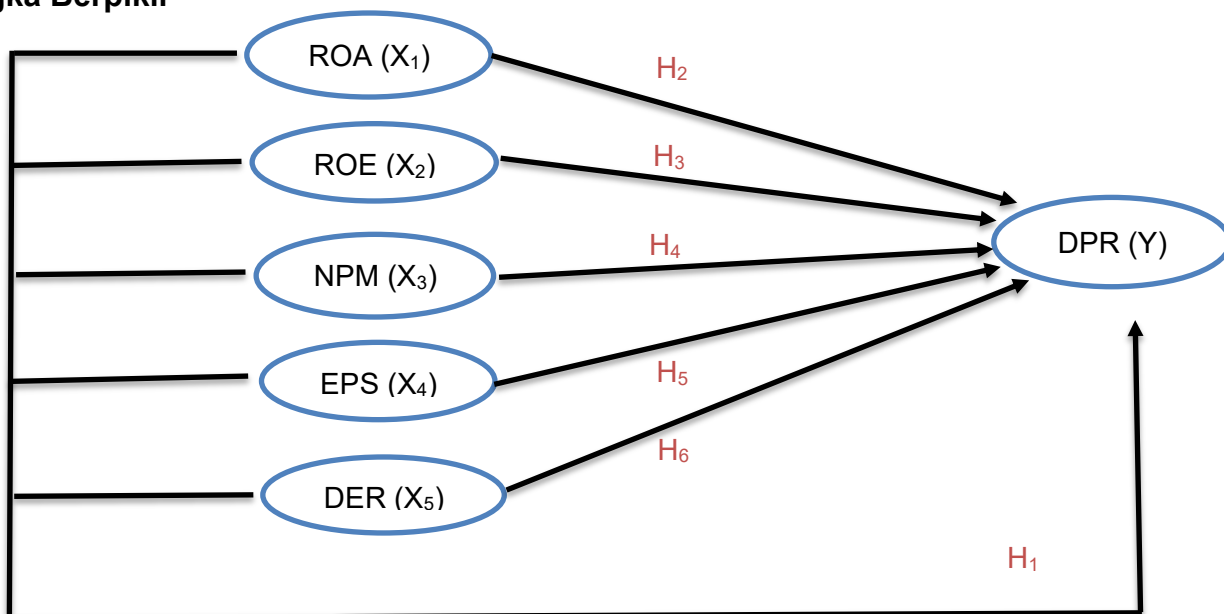 ROA (X₁)
H₂
ROE (X₂)
H₃
NPM (X₃)
H₄
DPR (Y)
EPS (X₄)
H₅
DER (X₅)
H₆
H₁